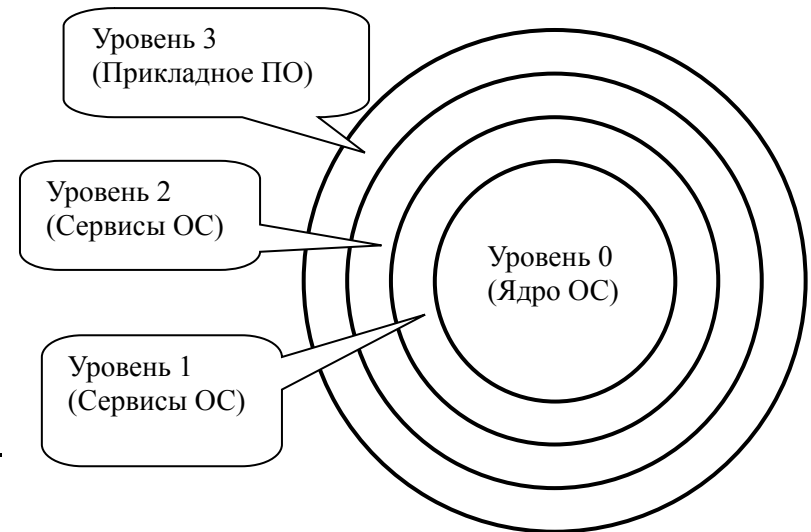 Уровень 3
(Прикладное ПО)
Уровень 2
(Сервисы ОС)
Уровень 0
(Ядро ОС)
Уровень 1
(Сервисы ОС)